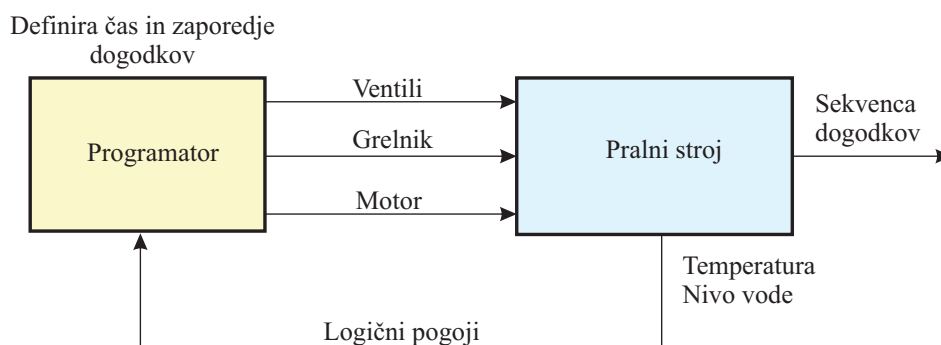 Definira čas in zaporedje
dogodkov
Programator
Ventili
Grelnik
Motor
Pralni stroj
Sekvenca
dogodkov
Temperatura
Nivo vode
Logični pogoji